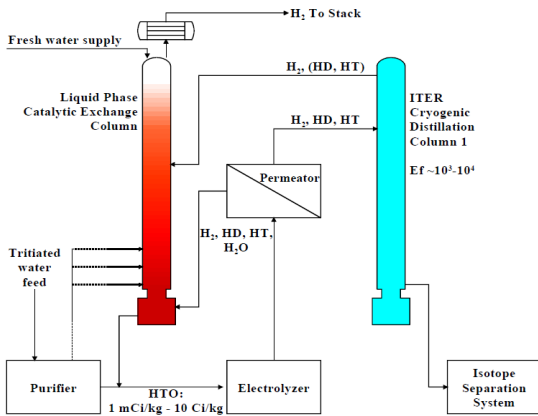 H₂ To Stack
Fresh water supply
H₂, (HD, HT)
Liquid Phase
Catalytic Exchange
Column
ITER
Cryogenic
Distillation
Column 1
Ef ~10³-10⁴
H₂, HD, HT
Permeator
H₂, HD, HT,
H₂O
Tritiated
water
feed
Purifier
HTO:
1 mCi/kg - 10 Ci/kg
Electrolyzer
Isotope
Separation
System